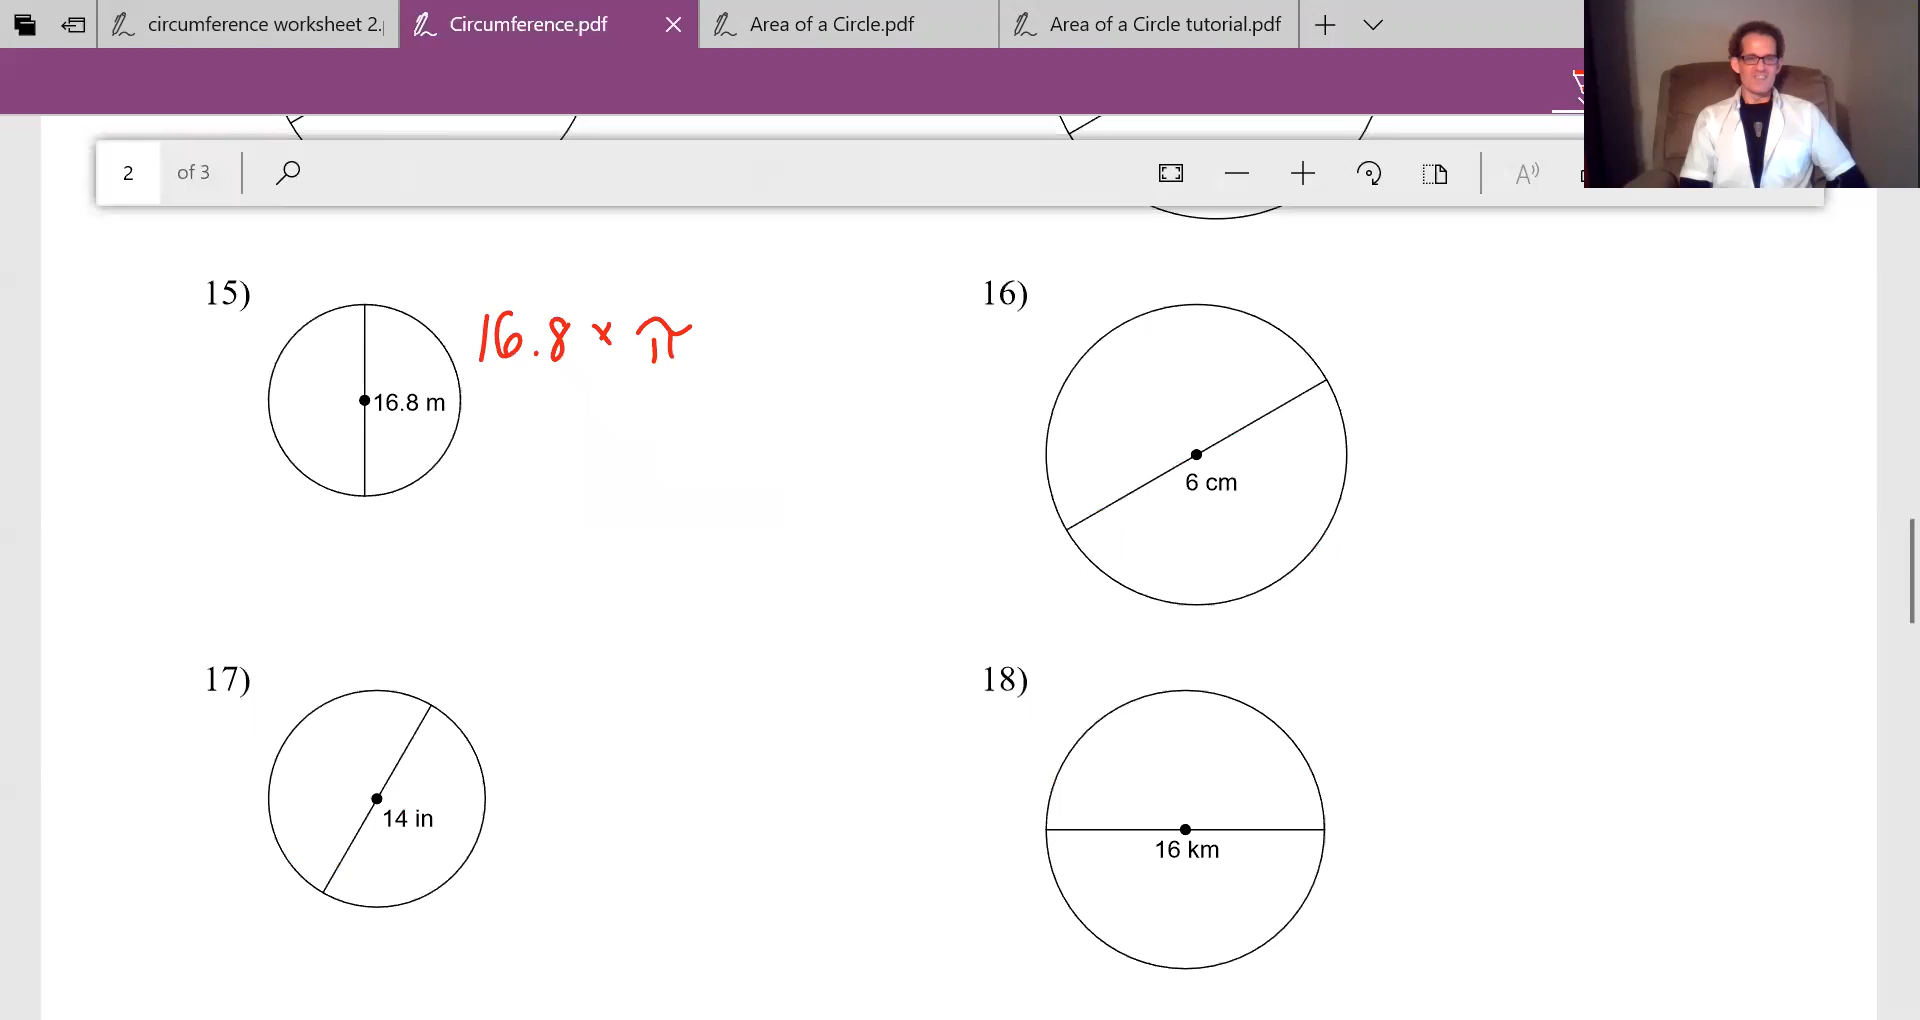 circumference worksheet 2.p
Circumference.pdf
Area of a Circle.pdf
Area of a Circle tutorial.pdf
2 of 3
15)
16.8 × π
16.8 m
16)
6 cm
17)
14 in
18)
16 km